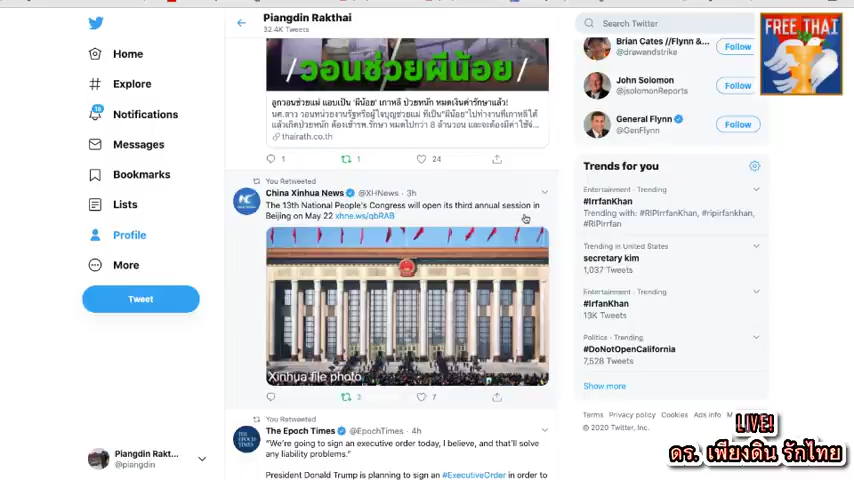 Piangdin Rakthai
32.4K Tweets
Search Twitter
FREE THAI
Home
Explore
Notifications
Messages
Bookmarks
Lists
Profile
More
Tweet
Piangdin Rakt...
@piangdin
/วอนช่วยผีน้อย/
ลูกวอนช่วยแม่ แอบเป็น 'ผีน้อย' เกาหลี ป่วยหนัก หมดเงินค่ารักษาแล้ว!
thairath.co.th
1
1
24
You Retweeted
China Xinhua News @XHNews · 3h
The 13th National People's Congress will open its third annual session in
Beijing on May 22 xhne.ws/qbRAB
Xinhua file photo
3
7
You Retweeted
The Epoch Times @EpochTimes · 4h
"We're going to sign an executive order today, I believe, and that'll solve
any liability problems."
President Donald Trump is planning to sign an #ExecutiveOrder in order to
Brian Cates //Flynn &...
@drawandstrike
Follow
John Solomon
@jsolomonReports
Follow
General Flynn
@GenFlynn
Follow
Trends for you
Entertainment · Trending
#IrrfanKhan
Trending with: #RIPIrrfanKhan, #ripirfankhan,
#RIPIrrfan
Trending in United States
secretary kim
1,037 Tweets
Entertainment · Trending
#IrfanKhan
13K Tweets
Politics · Trending
#DoNotOpenCalifornia
7,528 Tweets
Show more
Terms Privacy policy Cookies Ads info
© 2020 Twitter, Inc.
LIVE!
ดร. เพียงดิน รักไทย